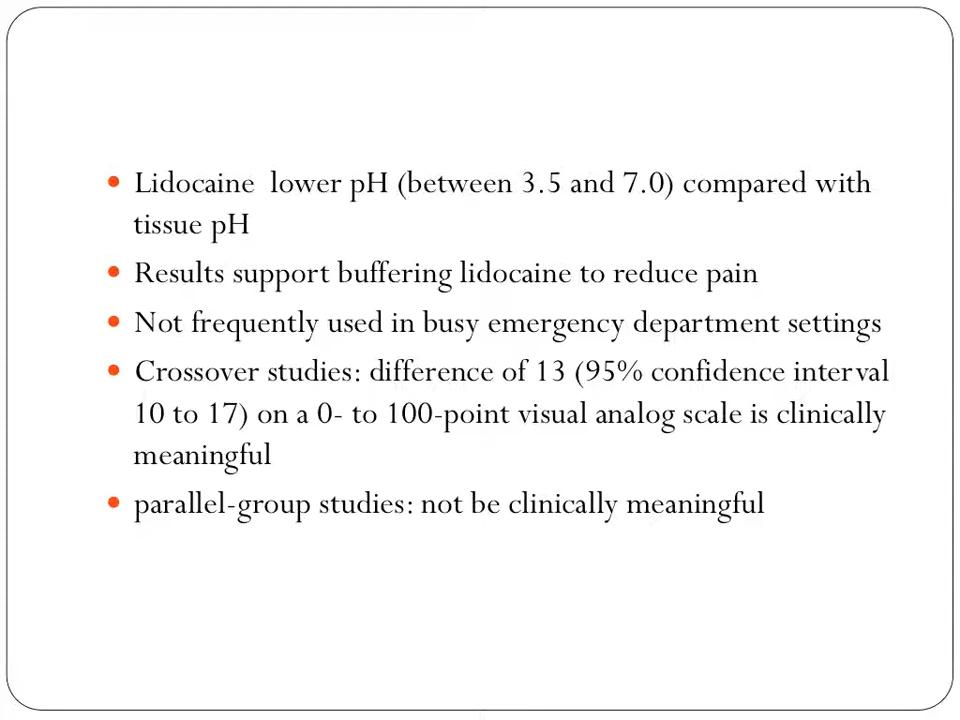 Lidocaine lower pH (between 3.5 and 7.0) compared with
tissue pH
Results support buffering lidocaine to reduce pain
Not frequently used in busy emergency department settings
Crossover studies: difference of 13 (95% confidence interval
10 to 17) on a 0- to 100-point visual analog scale is clinically
meaningful
parallel-group studies: not be clinically meaningful